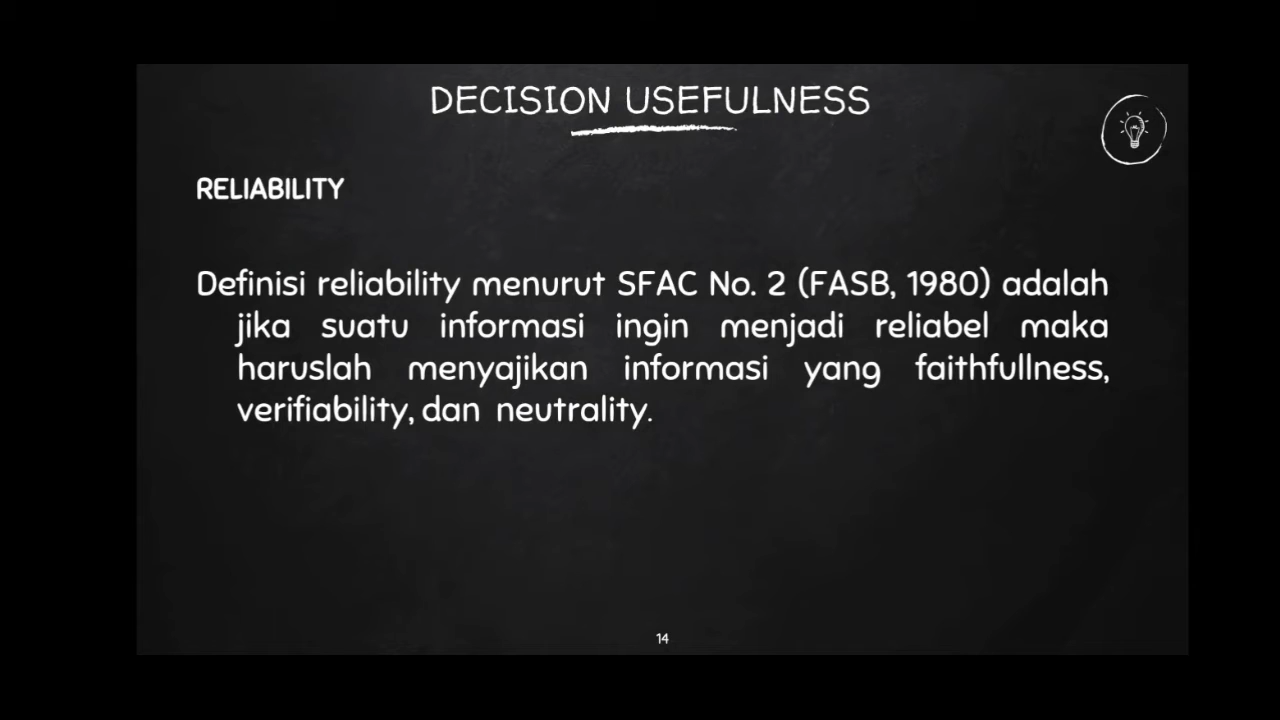 DECISION USEFULNESS
RELIABILITY
Definisi reliability menurut SFAC No. 2 (FASB, 1980) adalah
jika suatu informasi ingin menjadi reliabel maka
haruslah menyajikan informasi yang faithfullness,
verifiability, dan neutrality.
14